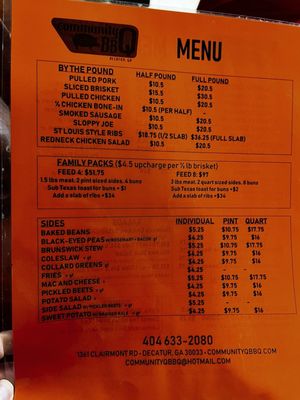 community
BBQ
DECATUR, GA
MENU
BY THE POUND HALF POUND FULL POUND
PULLED PORK $10.5 $20.5
SLICED BRISKET $15.5 $30.5
PULLED CHICKEN $10.5 $20.5
½ CHICKEN BONE-IN $10.5 (PER HALF) -
SMOKED SAUSAGE $10.5 $20.5
SLOPPY JOE $10.5 $20.5
ST LOUIS STYLE RIBS $18.75 (1/2 SLAB) $36.25 (FULL SLAB)
REDNECK CHICKEN SALAD $10.5 $20.5
FAMILY PACKS ($4.5 upcharge per ½ lb brisket)
FEED 4: $51.75 FEED 8: $97
1.5 lbs meat. 2 pint sized sides. 4 buns 3 lbs meat. 2 quart sized sides. 8 buns
Sub Texas toast for buns + $1 Sub Texas toast for buns + $2
Add a slab of ribs +$34 Add a slab of ribs +$34
SIDES INDIVIDUAL PINT QUART
BAKED BEANS $5.25 $10.75 $17.75
BLACK-EYED PEAS W/ROSEMARY+BACON gf $4.25 $9.75 $16
BRUNSWICK STEW $5.25 $10.75 $17.75
COLESLAW $4.25 $9.75 $16
COLLARD GREENS $4.25 $9.75 $16
FRIES $4.25 -
MAC AND CHEESE $5.25 $10.75 $17.75
PICKLED BEETS $4.25 $9.75 $16
POTATO SALAD $4.25 $9.75 $16
SIDE SALAD W/PICKLED BEETS $5.25 -
SWEET POTATO W/ORANGE $4.25 $9.75 $16
404 633-2080
1361 CLAIRMONT RD - DECATUR, GA 30033 - COMMUNITYQBBQ.COM
COMMUNITYQBBQ@HOTMAIL.COM